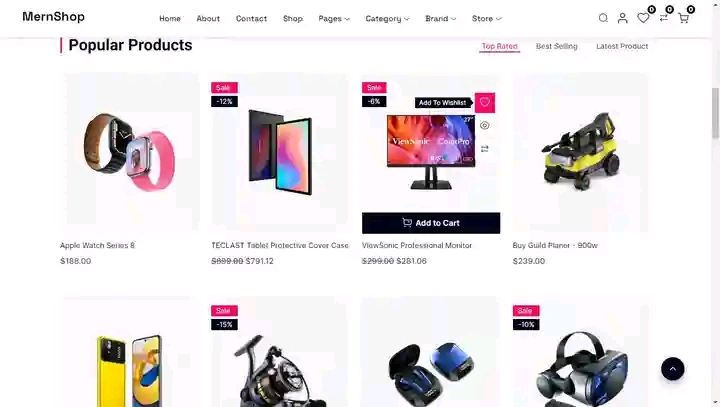 MernShop
Home About Contact Shop Pages Category Brand Store 0 0 0
Popular Products
Top Rated Best Selling Latest Product
Sale
-12%
Sale
-6%
Add To Wishlist
27"
ViewSonic ColorPro
Add to Cart
Apple Watch Series 8
$188.00
TECLAST Tablet Protective Cover Case
$899.00 $791.12
ViewSonic Professional Monitor
$299.00 $281.06
Buy Guild Planer - 900w
$239.00
Sale
-15%
Sale
-10%